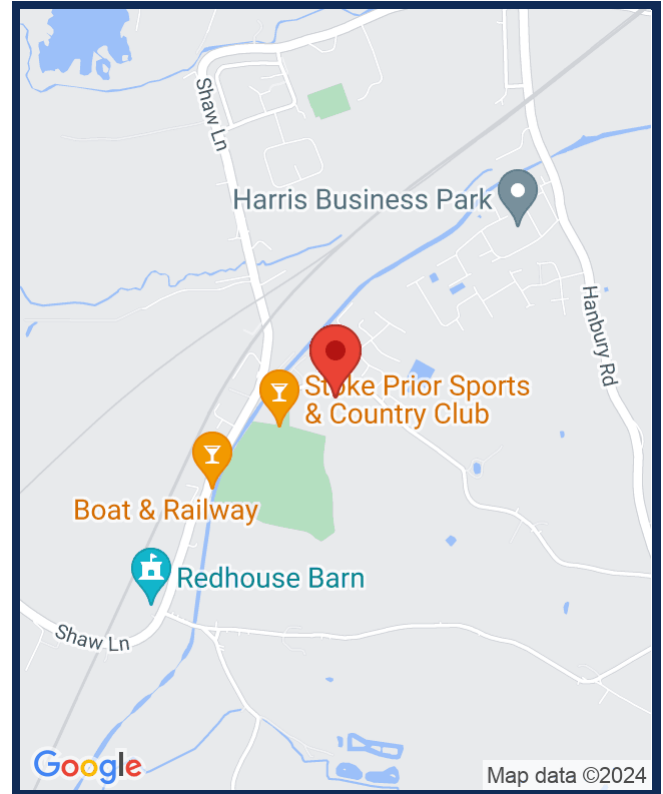 Shaw Ln
Harris Business Park
Hanbury Rd
Stoke Prior Sports
& Country Club
Boat & Railway
Redhouse Barn
Shaw Ln
Google
Map data ©2024